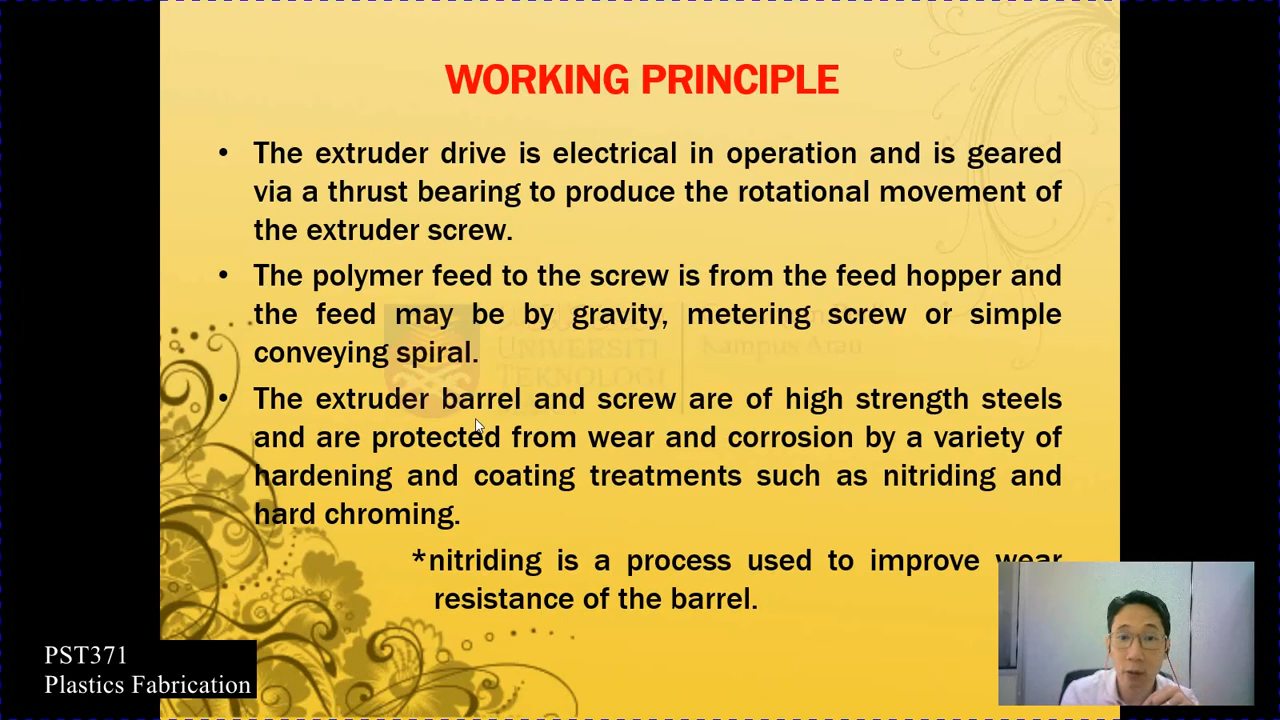 WORKING PRINCIPLE
• The extruder drive is electrical in operation and is geared
via a thrust bearing to produce the rotational movement of
the extruder screw.
• The polymer feed to the screw is from the feed hopper and
the feed may be by gravity, metering screw or simple
conveying spiral.
UNIVERSITI
TEKNOLOGI
Kampus Arau
• The extruder barrel and screw are of high strength steels
and are protected from wear and corrosion by a variety of
hardening and coating treatments such as nitriding and
hard chroming.
*nitriding is a process used to improve wear
resistance of the barrel.
PST371
Plastics Fabrication